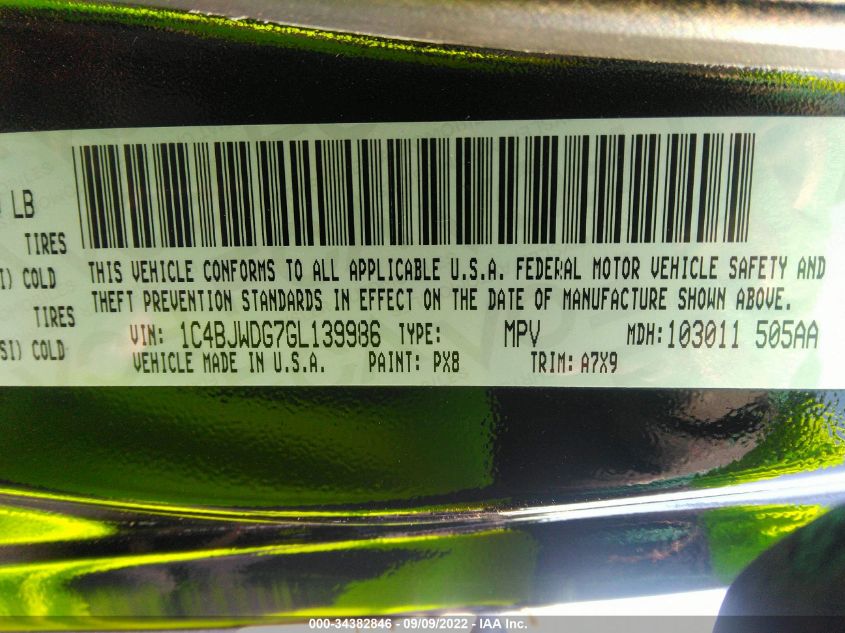 LB
TIRES
I) COLD
TIRES
SI) COLD
THIS VEHICLE CONFORMS TO ALL APPLICABLE U.S.A. FEDERAL MOTOR VEHICLE SAFETY AND
THEFT PREVENTION STANDARDS IN EFFECT ON THE DATE OF MANUFACTURE SHOWN ABOVE.
VIN: 1C4BJWDG7GL139986 TYPE: MPV MDH:103011 505AA
VEHICLE MADE IN U.S.A. PAINT: PX8 TRIM: A7X9
000-34382846 - 09/09/2022 - IAA Inc.